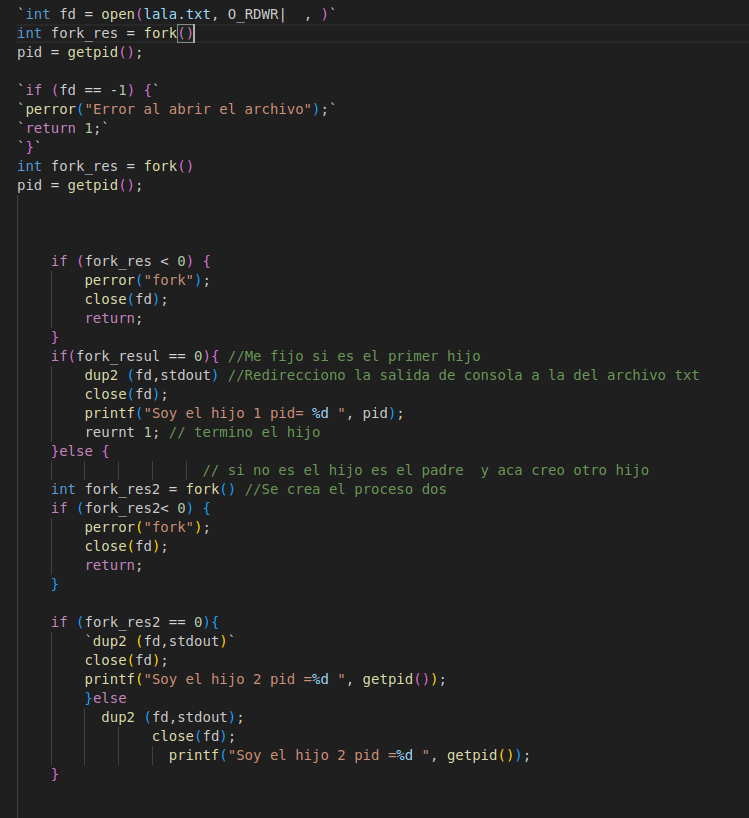 `int fd = open(lala.txt, O_RDWR|  , )`
int fork_res = fork()
pid = getpid();
`if (fd == -1) {`
`perror("Error al abrir el archivo");`
`return 1;`
`}`
int fork_res = fork()
pid = getpid();
if (fork_res < 0) {
perror("fork");
close(fd);
return;
}
if(fork_resul == 0){ //Me fijo si es el primer hijo
dup2 (fd,stdout) //Redirecciono la salida de consola a la del archivo txt
close(fd);
printf("Soy el hijo 1 pid= %d ", pid);
reurnt 1; // termino el hijo
}else {
// si no es el hijo es el padre  y aca creo otro hijo
int fork_res2 = fork() //Se crea el proceso dos
if (fork_res2< 0) {
perror("fork");
close(fd);
return;
}
if (fork_res2 == 0){
`dup2 (fd,stdout)`
close(fd);
printf("Soy el hijo 2 pid =%d ", getpid());
}else
dup2 (fd,stdout);
close(fd);
printf("Soy el hijo 2 pid =%d ", getpid());
}